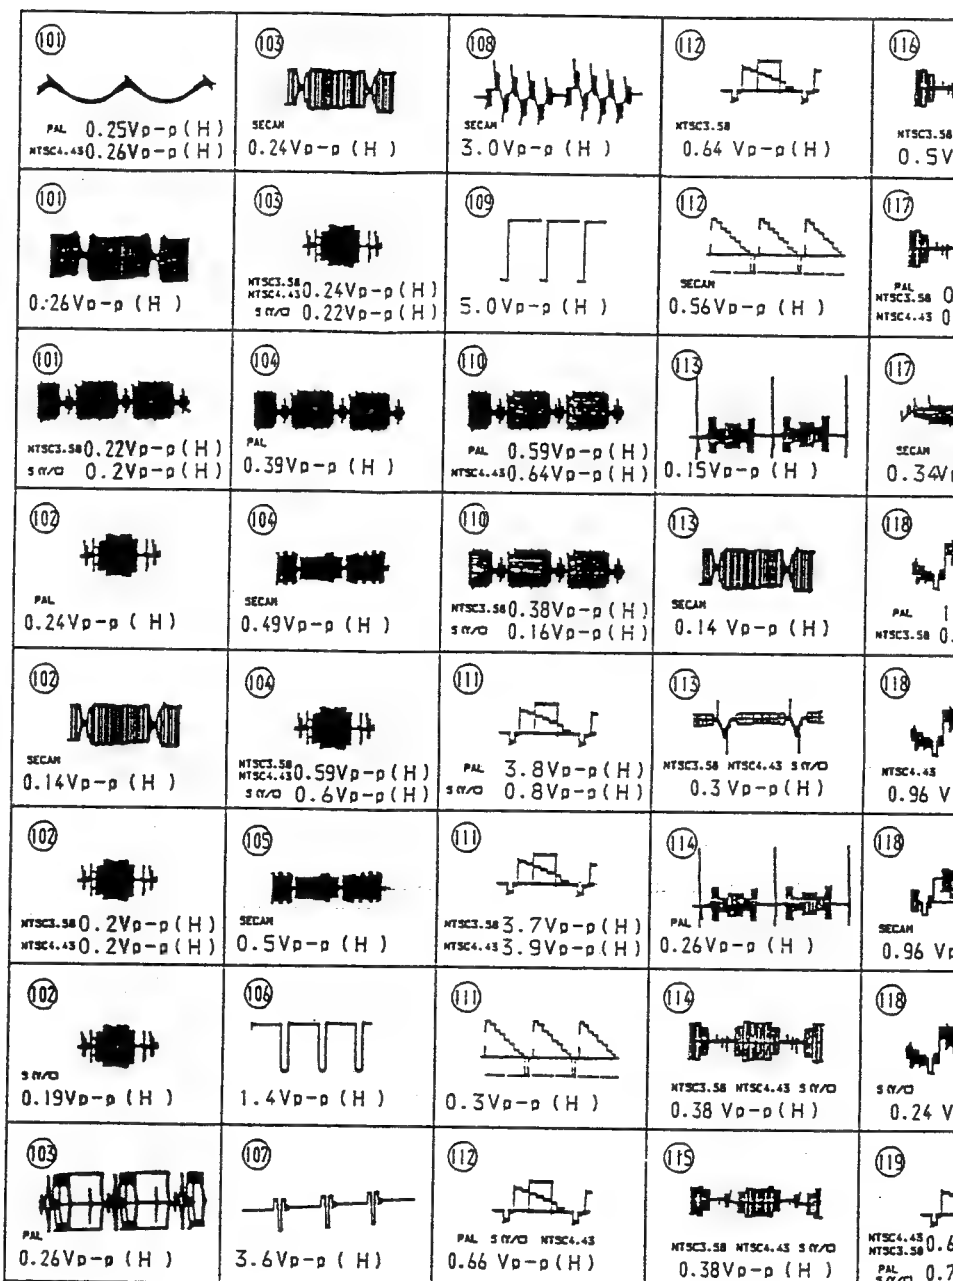 101
PAL 0.25Vp-p (H)
NTSC4.43 0.26Vp-p (H)
103
SECAM
0.24Vp-p (H)
108
SECAM
3.0Vp-p (H)
112
NTSC3.58
0.64 Vp-p (H)
116
NTSC3.58
0.5V
101
0.26Vp-p (H)
103
NTSC3.58
NTSC4.43 0.24Vp-p (H)
S (Y/C) 0.22Vp-p (H)
109
5.0Vp-p (H)
112
SECAM
0.56Vp-p (H)
117
PAL
NTSC3.58 0
NTSC4.43 0
101
NTSC3.58 0.22Vp-p (H)
S (Y/C) 0.2Vp-p (H)
104
PAL
0.39Vp-p (H)
110
PAL 0.59Vp-p (H)
NTSC4.43 0.64Vp-p (H)
113
0.15Vp-p (H)
117
SECAM
0.34Vp
102
PAL
0.24Vp-p (H)
104
SECAM
0.49Vp-p (H)
110
NTSC3.58 0.38Vp-p (H)
S (Y/C) 0.16Vp-p (H)
113
SECAM
0.14 Vp-p (H)
118
PAL 1
NTSC3.58 0.
102
SECAM
0.14Vp-p (H)
104
NTSC3.58
NTSC4.43 0.59Vp-p (H)
S (Y/C) 0.6Vp-p (H)
111
PAL 3.8Vp-p (H)
S (Y/C) 0.8Vp-p (H)
113
NTSC3.58 NTSC4.43 S (Y/C)
0.3 Vp-p (H)
118
NTSC4.43
0.96 V
102
NTSC3.58 0.2Vp-p (H)
NTSC4.43 0.2Vp-p (H)
105
SECAM
0.5Vp-p (H)
111
NTSC3.58 3.7Vp-p (H)
NTSC4.43 3.9Vp-p (H)
114
PAL
0.26Vp-p (H)
118
SECAM
0.96 Vp
102
S (Y/C)
0.19Vp-p (H)
106
1.4Vp-p (H)
111
0.3Vp-p (H)
114
NTSC3.58 NTSC4.43 S (Y/C)
0.38 Vp-p (H)
118
S (Y/C)
0.24 V
103
PAL
0.26Vp-p (H)
107
3.6Vp-p (H)
112
PAL S (Y/C) NTSC4.43
0.66 Vp-p (H)
115
NTSC3.58 NTSC4.43 S (Y/C)
0.38Vp-p (H)
119
NTSC4.43
NTSC3.58 0.6
PAL
S (Y/C) 0.7